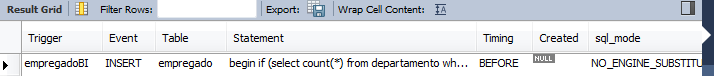 Result Grid Filter Rows: Export: Wrap Cell Content:
Trigger Event Table Statement Timing Created sql_mode
empregadoBI INSERT empregado begin if (select count(*) from departamento wh... BEFORE NULL NO_ENGINE_SUBSTITU